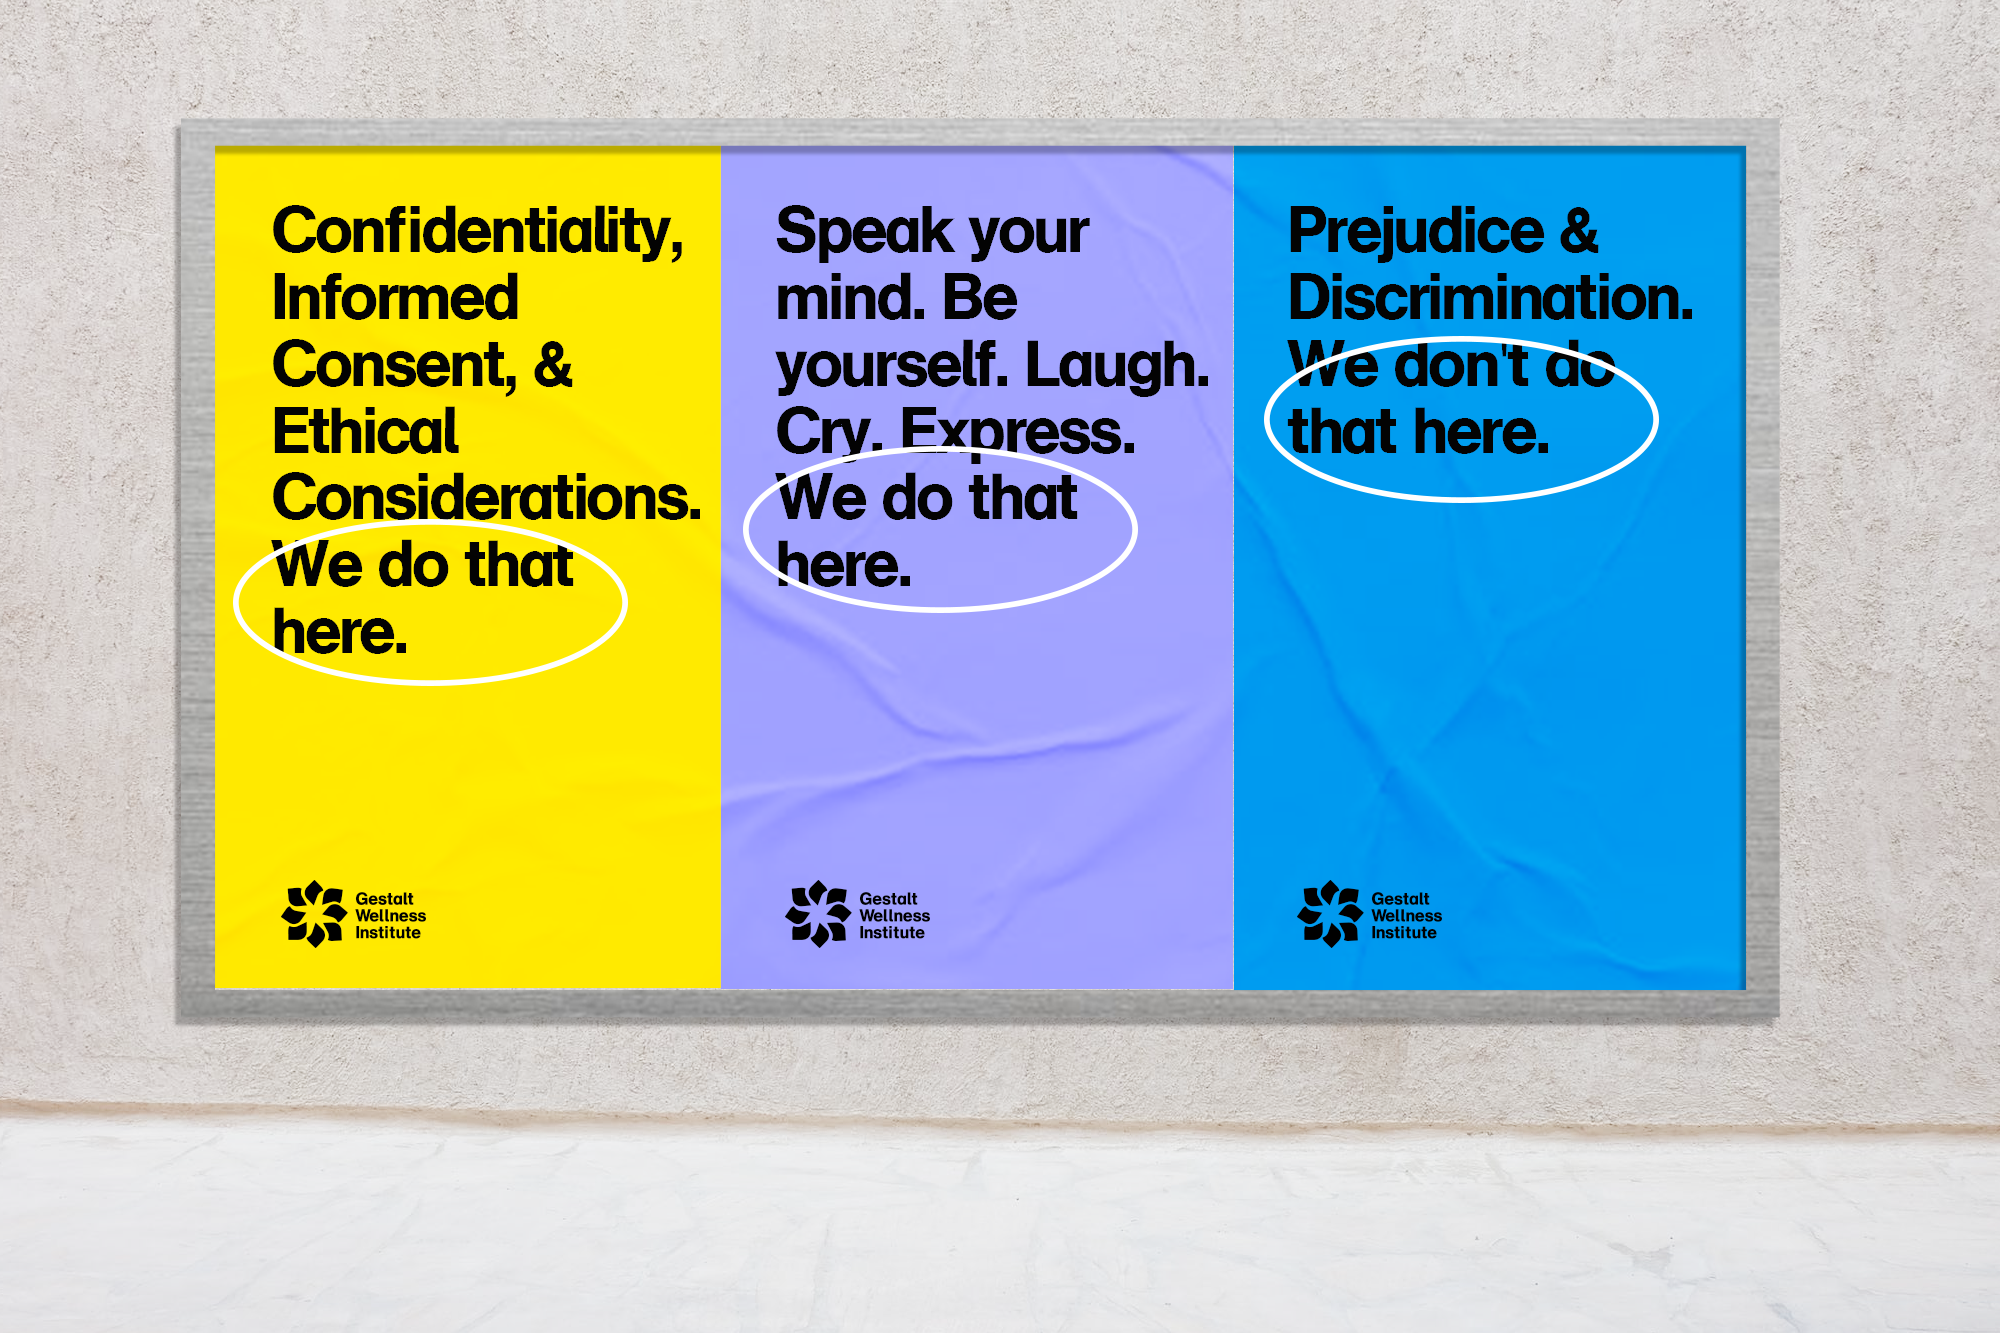 Confidentiality,
Informed
Consent, &
Ethical
Considerations.
We do that
here.
Gestalt
Wellness
Institute
Speak your
mind. Be
yourself. Laugh.
Cry. Express.
We do that
here.
Gestalt
Wellness
Institute
Prejudice &
Discrimination.
We don't do
that here.
Gestalt
Wellness
Institute